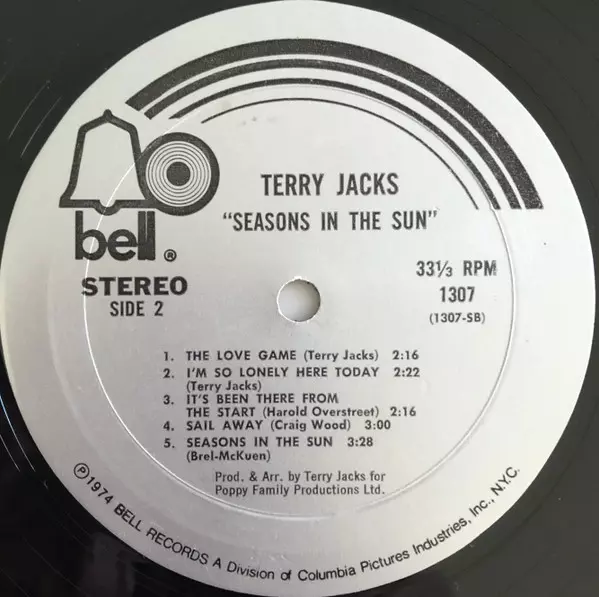 TERRY JACKS
"SEASONS IN THE SUN"
bell®
STEREO
SIDE 2
33⅓ RPM
1307
(1307-SB)
1. THE LOVE GAME (Terry Jacks) 2:16
2. I'M SO LONELY HERE TODAY 2:22
(Terry Jacks)
3. IT'S BEEN THERE FROM
THE START (Harold Overstreet) 2:16
4. SAIL AWAY (Craig Wood) 3:00
5. SEASONS IN THE SUN 3:28
(Brel-McKuen)
Prod. & Arr. by Terry Jacks for
Poppy Family Productions Ltd.
℗1974 BELL RECORDS A Division of Columbia Pictures Industries, Inc., N.Y.C.